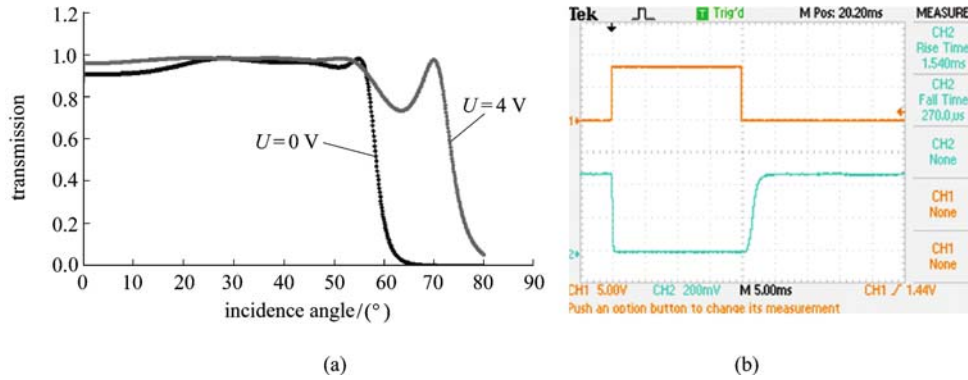 transmission
1.2
1.0
0.8
0.6
0.4
0.2
0.0
U = 0 V
U = 4 V
0 10 20 30 40 50 60 70 80 90
incidence angle/(°)
(a)
Tek T Trig'd M Pos: 20.20ms MEASURE
CH2
Rise Time
1.540ms
CH2
Fall Time
270.0µs
CH2
None
CH1
None
CH1
None
1
2
CH1 5.00V CH2 200mV M 5.00ms CH1 / 1.44V
Push an option button to change its measurement
(b)